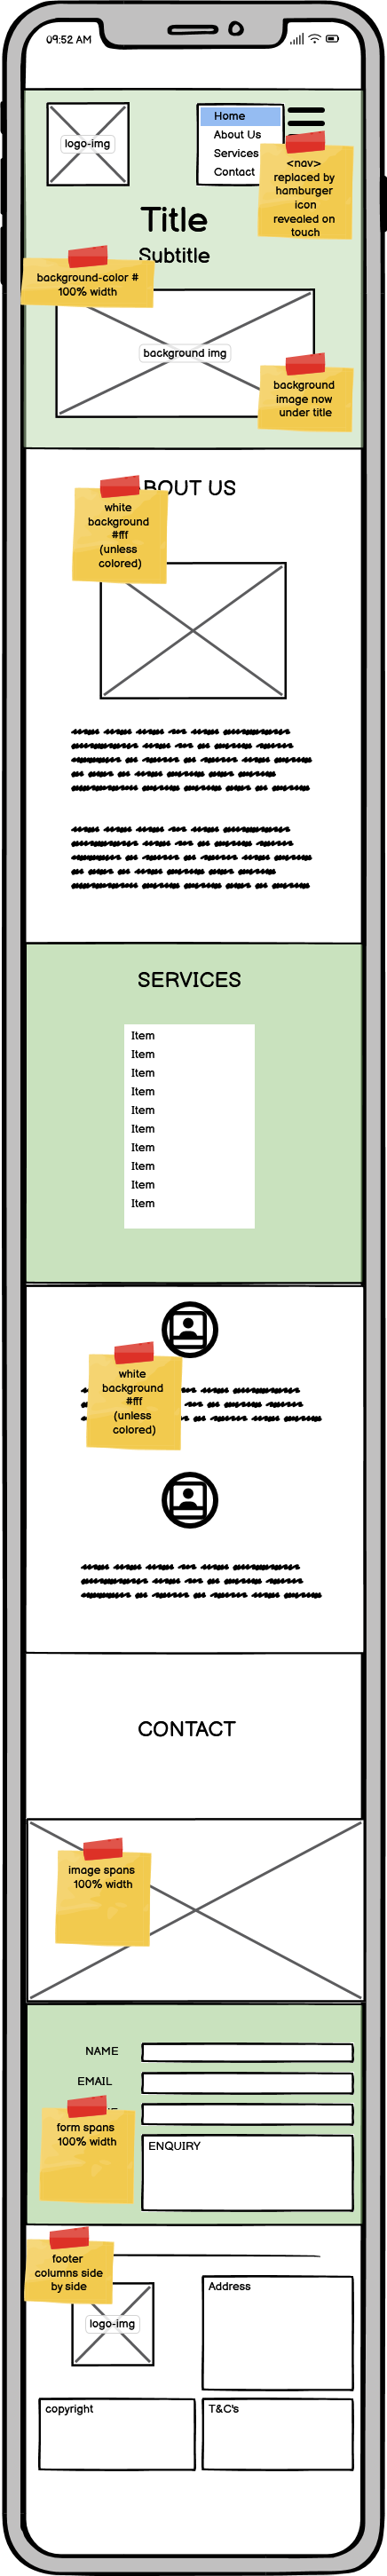 09:52 AM
logo-img
Home
About Us
Services
Contact
<nav>
replaced by
hamburger
icon
revealed on
touch
Title
Subtitle
background-color #
100% width
background img
background
image now
under title
BOUT US
white
background
#fff
(unless
colored)
SERVICES
Item
Item
Item
Item
Item
Item
Item
Item
Item
Item
white
background
#fff
(unless
colored)
CONTACT
image spans
100% width
NAME
EMAIL
form spans
100% width
ENQUIRY
footer
columns side
by side
logo-img
Address
copyright
T&C's